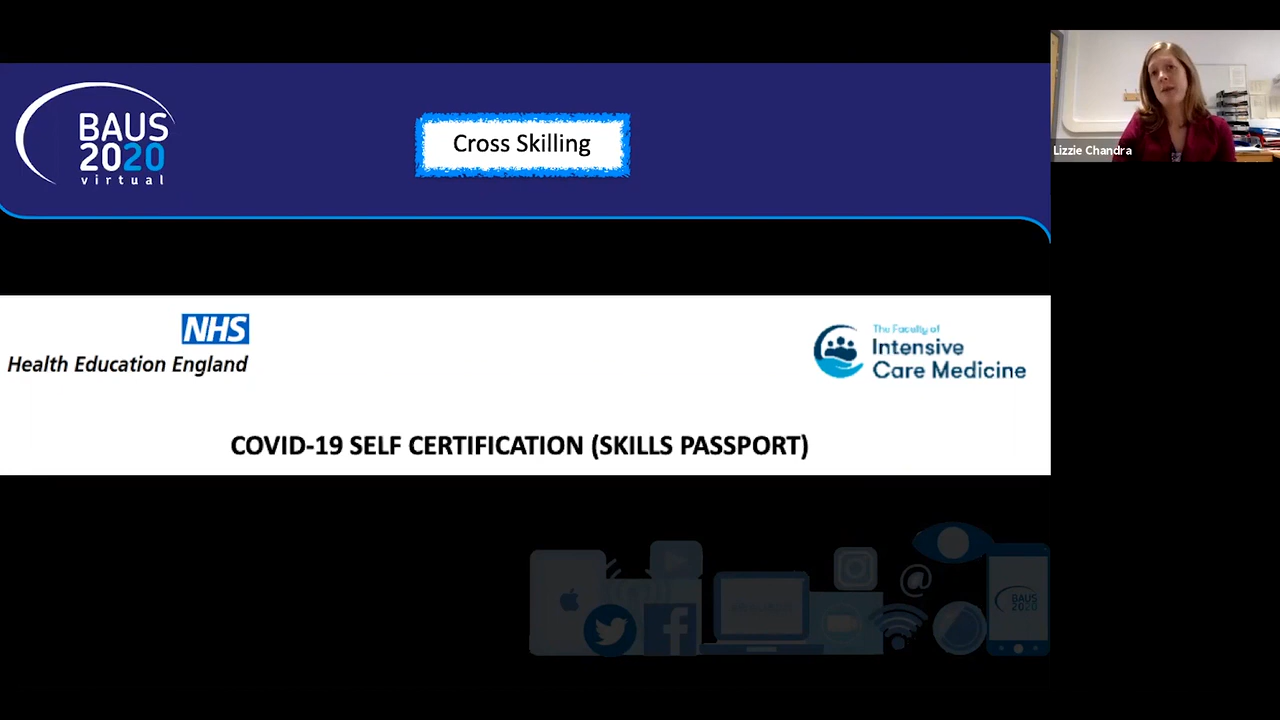 BAUS
2020
virtual
Cross Skilling
Lizzie Chandra
NHS
Health Education England
The Faculty of
Intensive
Care Medicine
COVID-19 SELF CERTIFICATION (SKILLS PASSPORT)
@
BAUS
2020